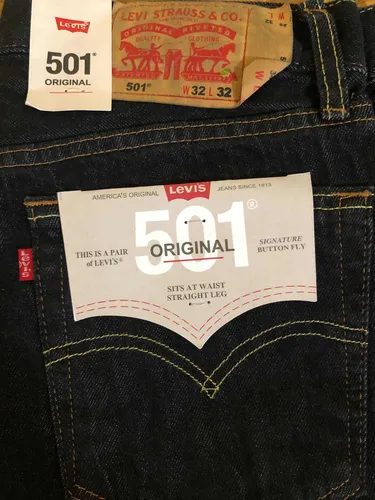 Levi's
501®
ORIGINAL
LEVI STRAUSS & CO.
ORIGINAL RIVETED
QUALITY CLOTHING
501® W 32 L 32
AMERICA'S ORIGINAL
Levi's
JEANS SINCE 1873
501®
ORIGINAL
THIS IS A PAIR
of LEVI'S®
SIGNATURE
BUTTON FLY
SITS AT WAIST
STRAIGHT LEG
LEVI'S